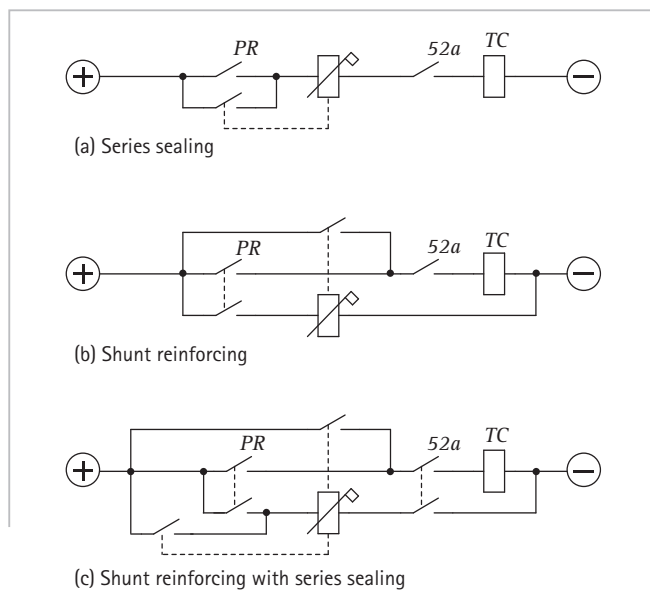 PR 52a TC
+ −
(a) Series sealing
PR 52a TC
+ −
(b) Shunt reinforcing
PR 52a TC
+ −
(c) Shunt reinforcing with series sealing